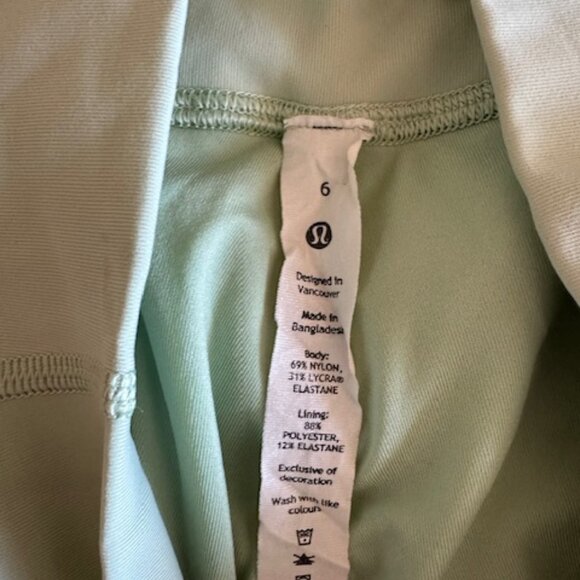 6
Designed in
Vancouver
Made in
Bangladesh
Body:
69% NYLON,
31% LYCRA®
ELASTANE
Lining:
88%
POLYESTER,
12% ELASTANE
Exclusive of
decoration
Wash with like
colours